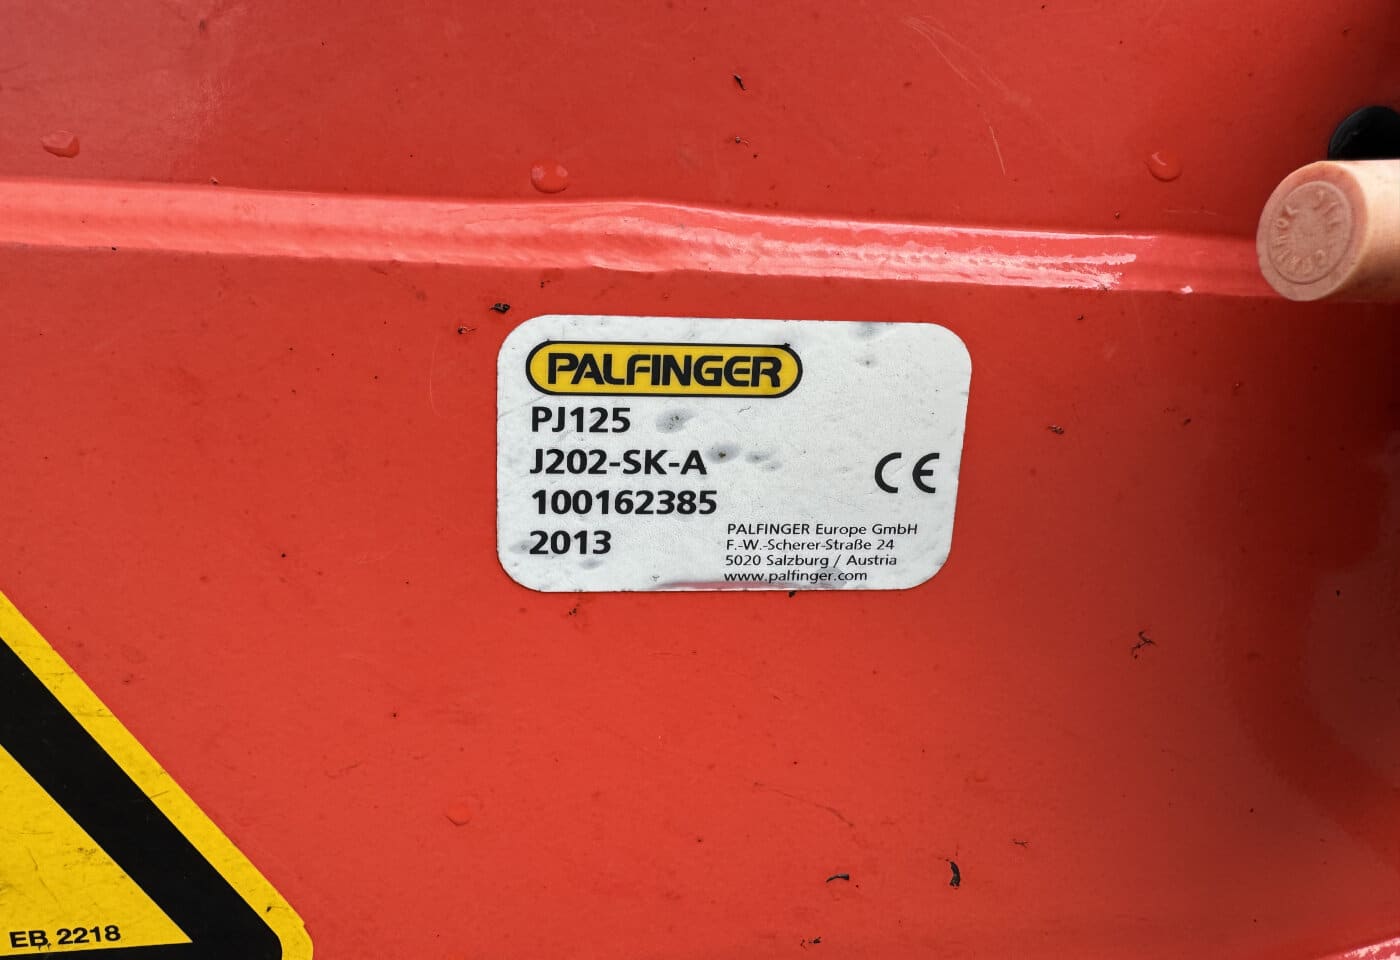 PALFINGER
PJ125
J202-SK-A
100162385
2013
CE
PALFINGER Europe GmbH
F.-W.-Scherer-Straße 24
5020 Salzburg / Austria
www.palfinger.com
EB 2218